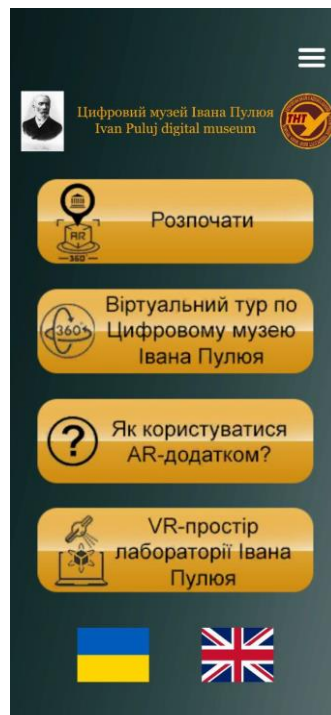 Цифровий музей Івана Пулюя
Ivan Puluj digital museum
ТНТУ
AR
360
Розпочати
360°
Віртуальний тур по
Цифровому музею
Івана Пулюя
?
Як користуватися
AR-додатком?
VR-простір
лабораторії Івана
Пулюя